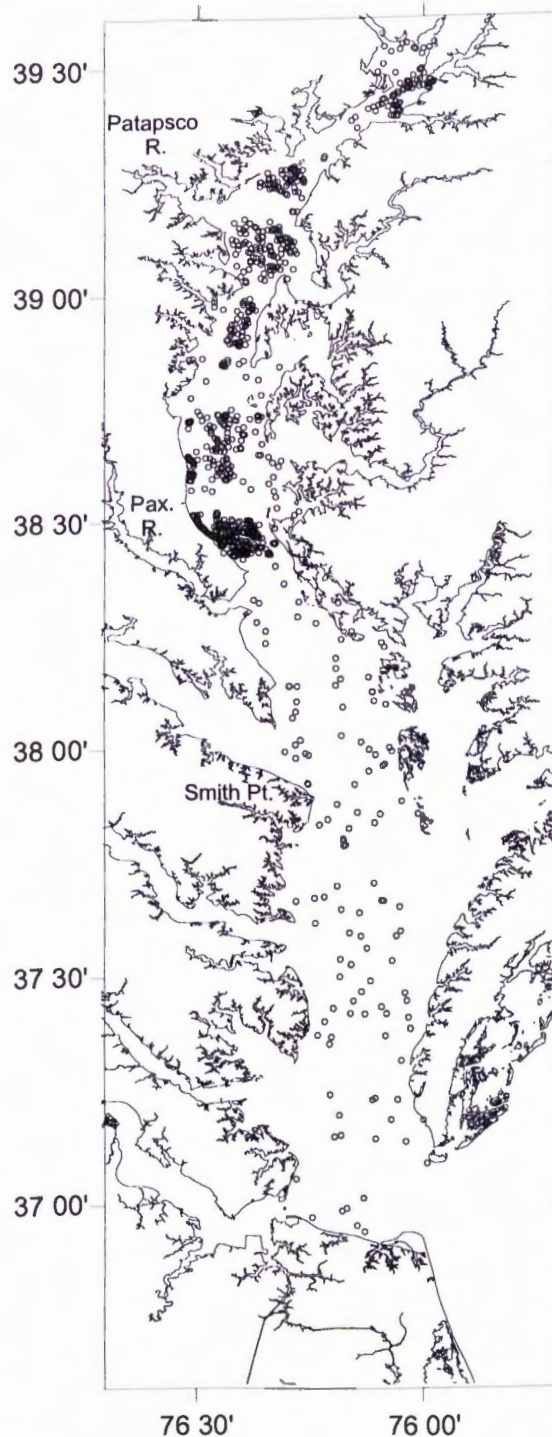 39 30'
Patapsco
R.
39 00'
38 30'
Pax.
R.
38 00'
Smith Pt.
37 30'
37 00'
76 30'
76 00'